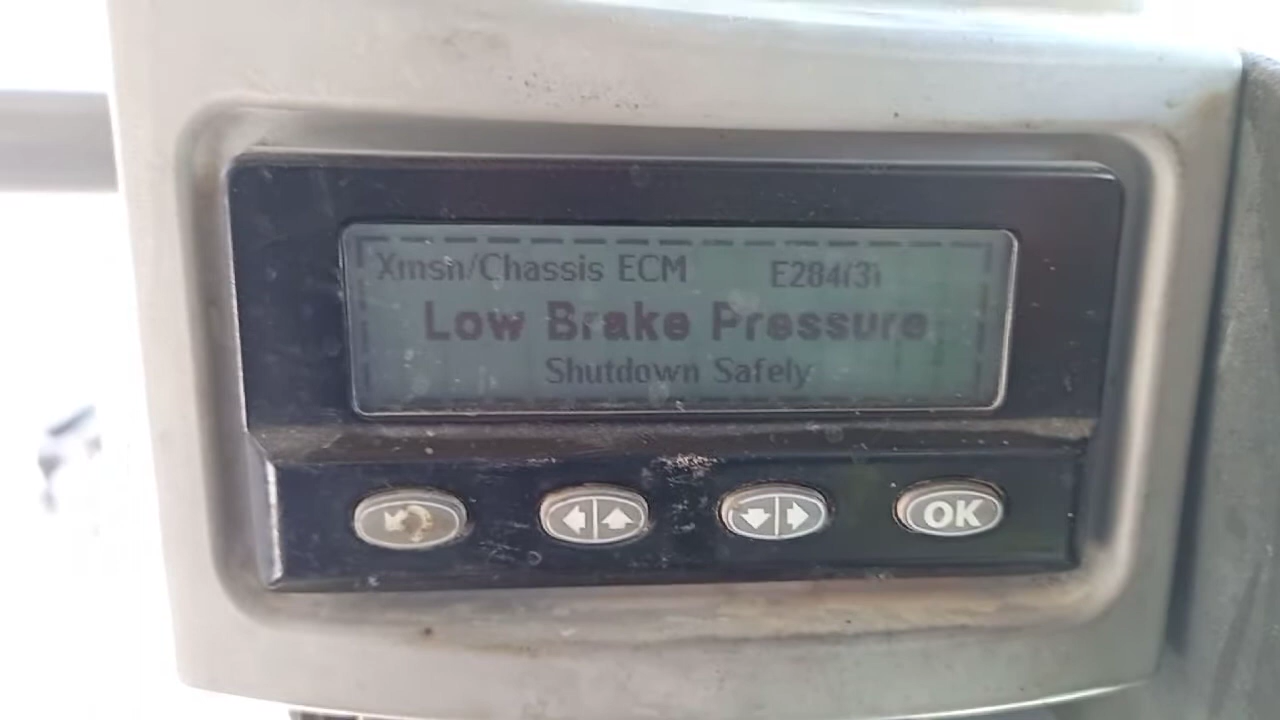 Xmsn/Chassis ECM E284(3)
Low Brake Pressure
Shutdown Safely
OK